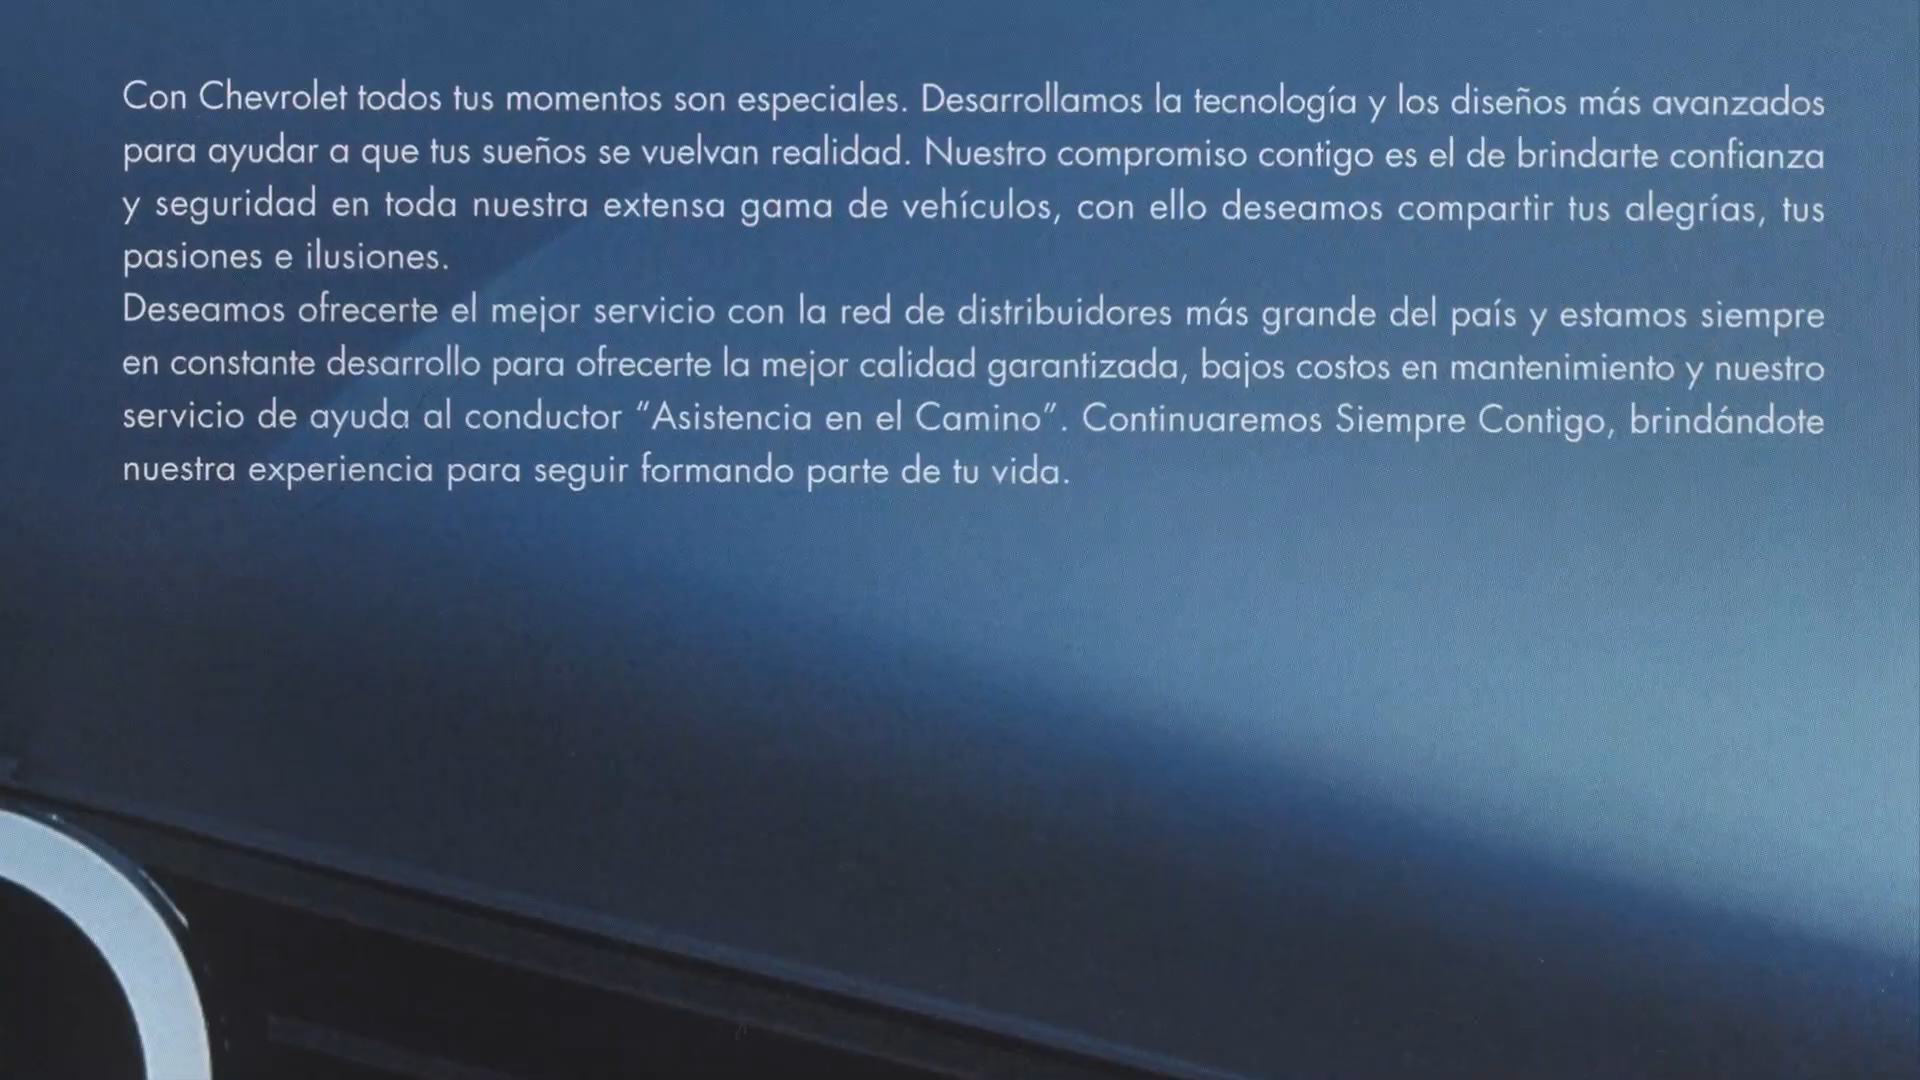 Con Chevrolet todos tus momentos son especiales. Desarrollamos la tecnología y los diseños más avanzados
para ayudar a que tus sueños se vuelvan realidad. Nuestro compromiso contigo es el de brindarte confianza
y seguridad en toda nuestra extensa gama de vehículos, con ello deseamos compartir tus alegrías, tus
pasiones e ilusiones.
Deseamos ofrecerte el mejor servicio con la red de distribuidores más grande del país y estamos siempre
en constante desarrollo para ofrecerte la mejor calidad garantizada, bajos costos en mantenimiento y nuestro
servicio de ayuda al conductor “Asistencia en el Camino”. Continuaremos Siempre Contigo, brindándote
nuestra experiencia para seguir formando parte de tu vida.